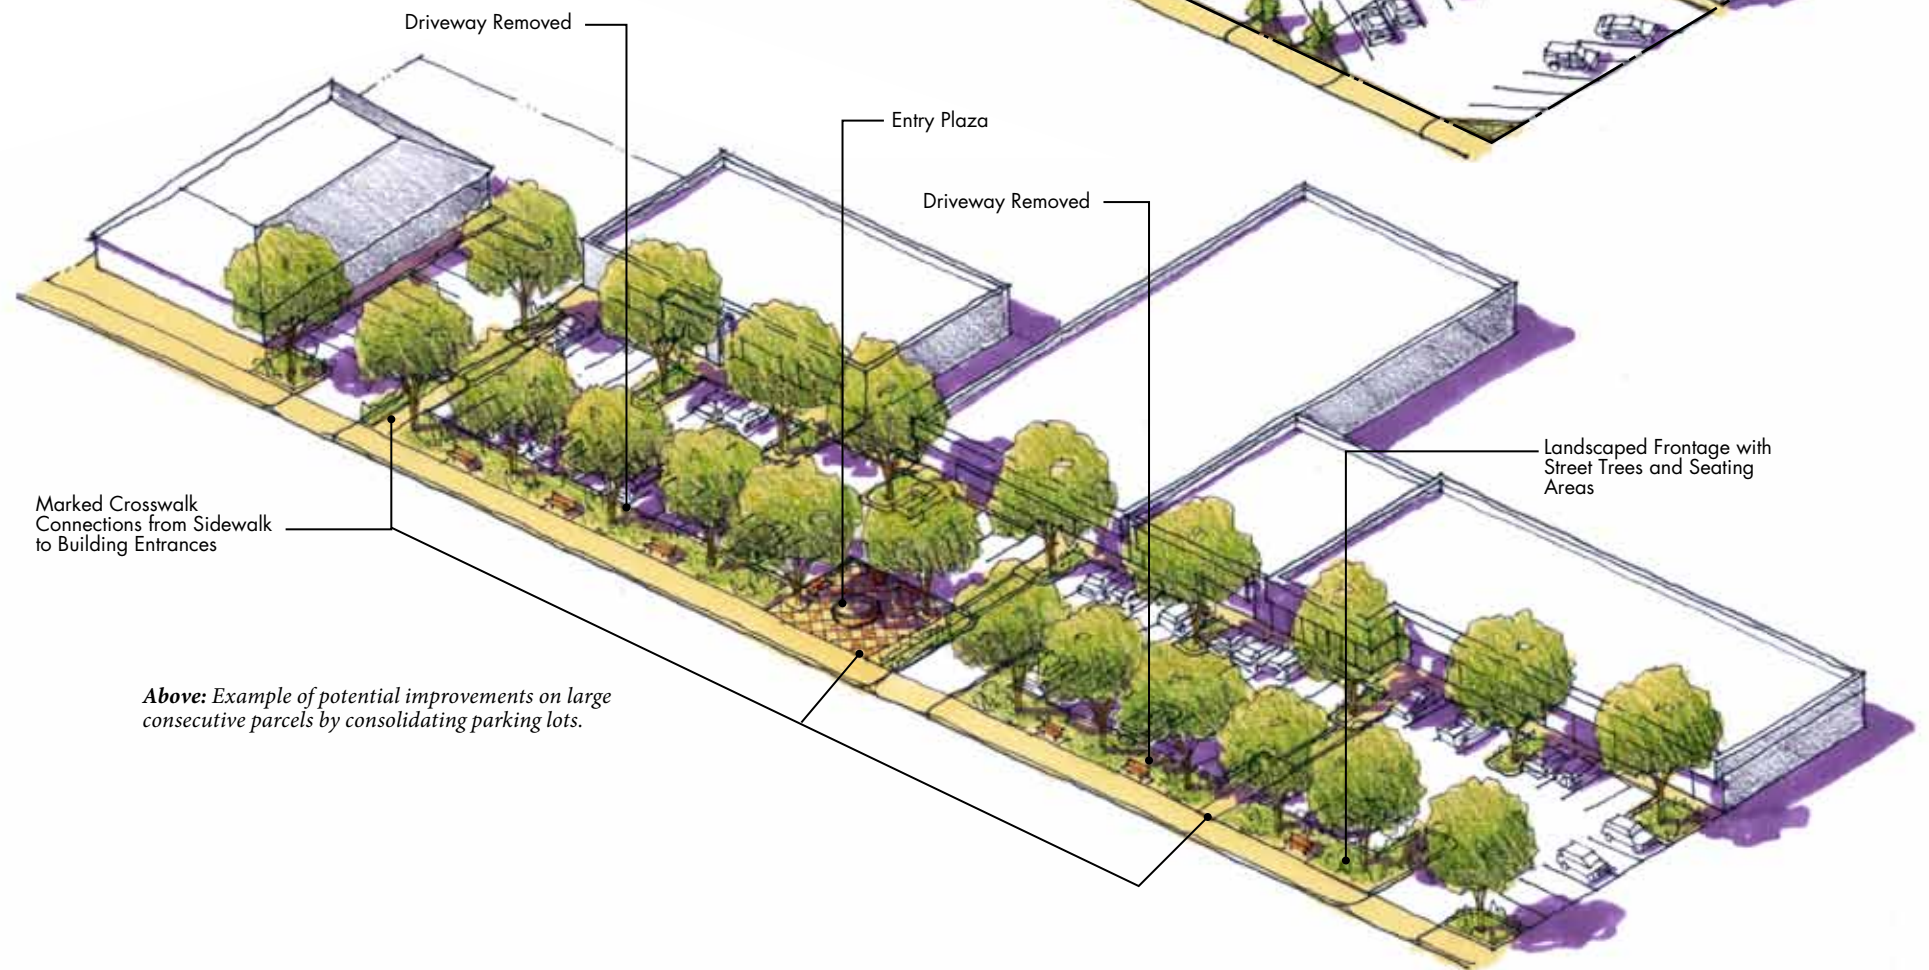 Driveway Removed
Entry Plaza
Driveway Removed
Landscaped Frontage with
Street Trees and Seating
Areas
Marked Crosswalk
Connections from Sidewalk
to Building Entrances
Above: Example of potential improvements on large
consecutive parcels by consolidating parking lots.